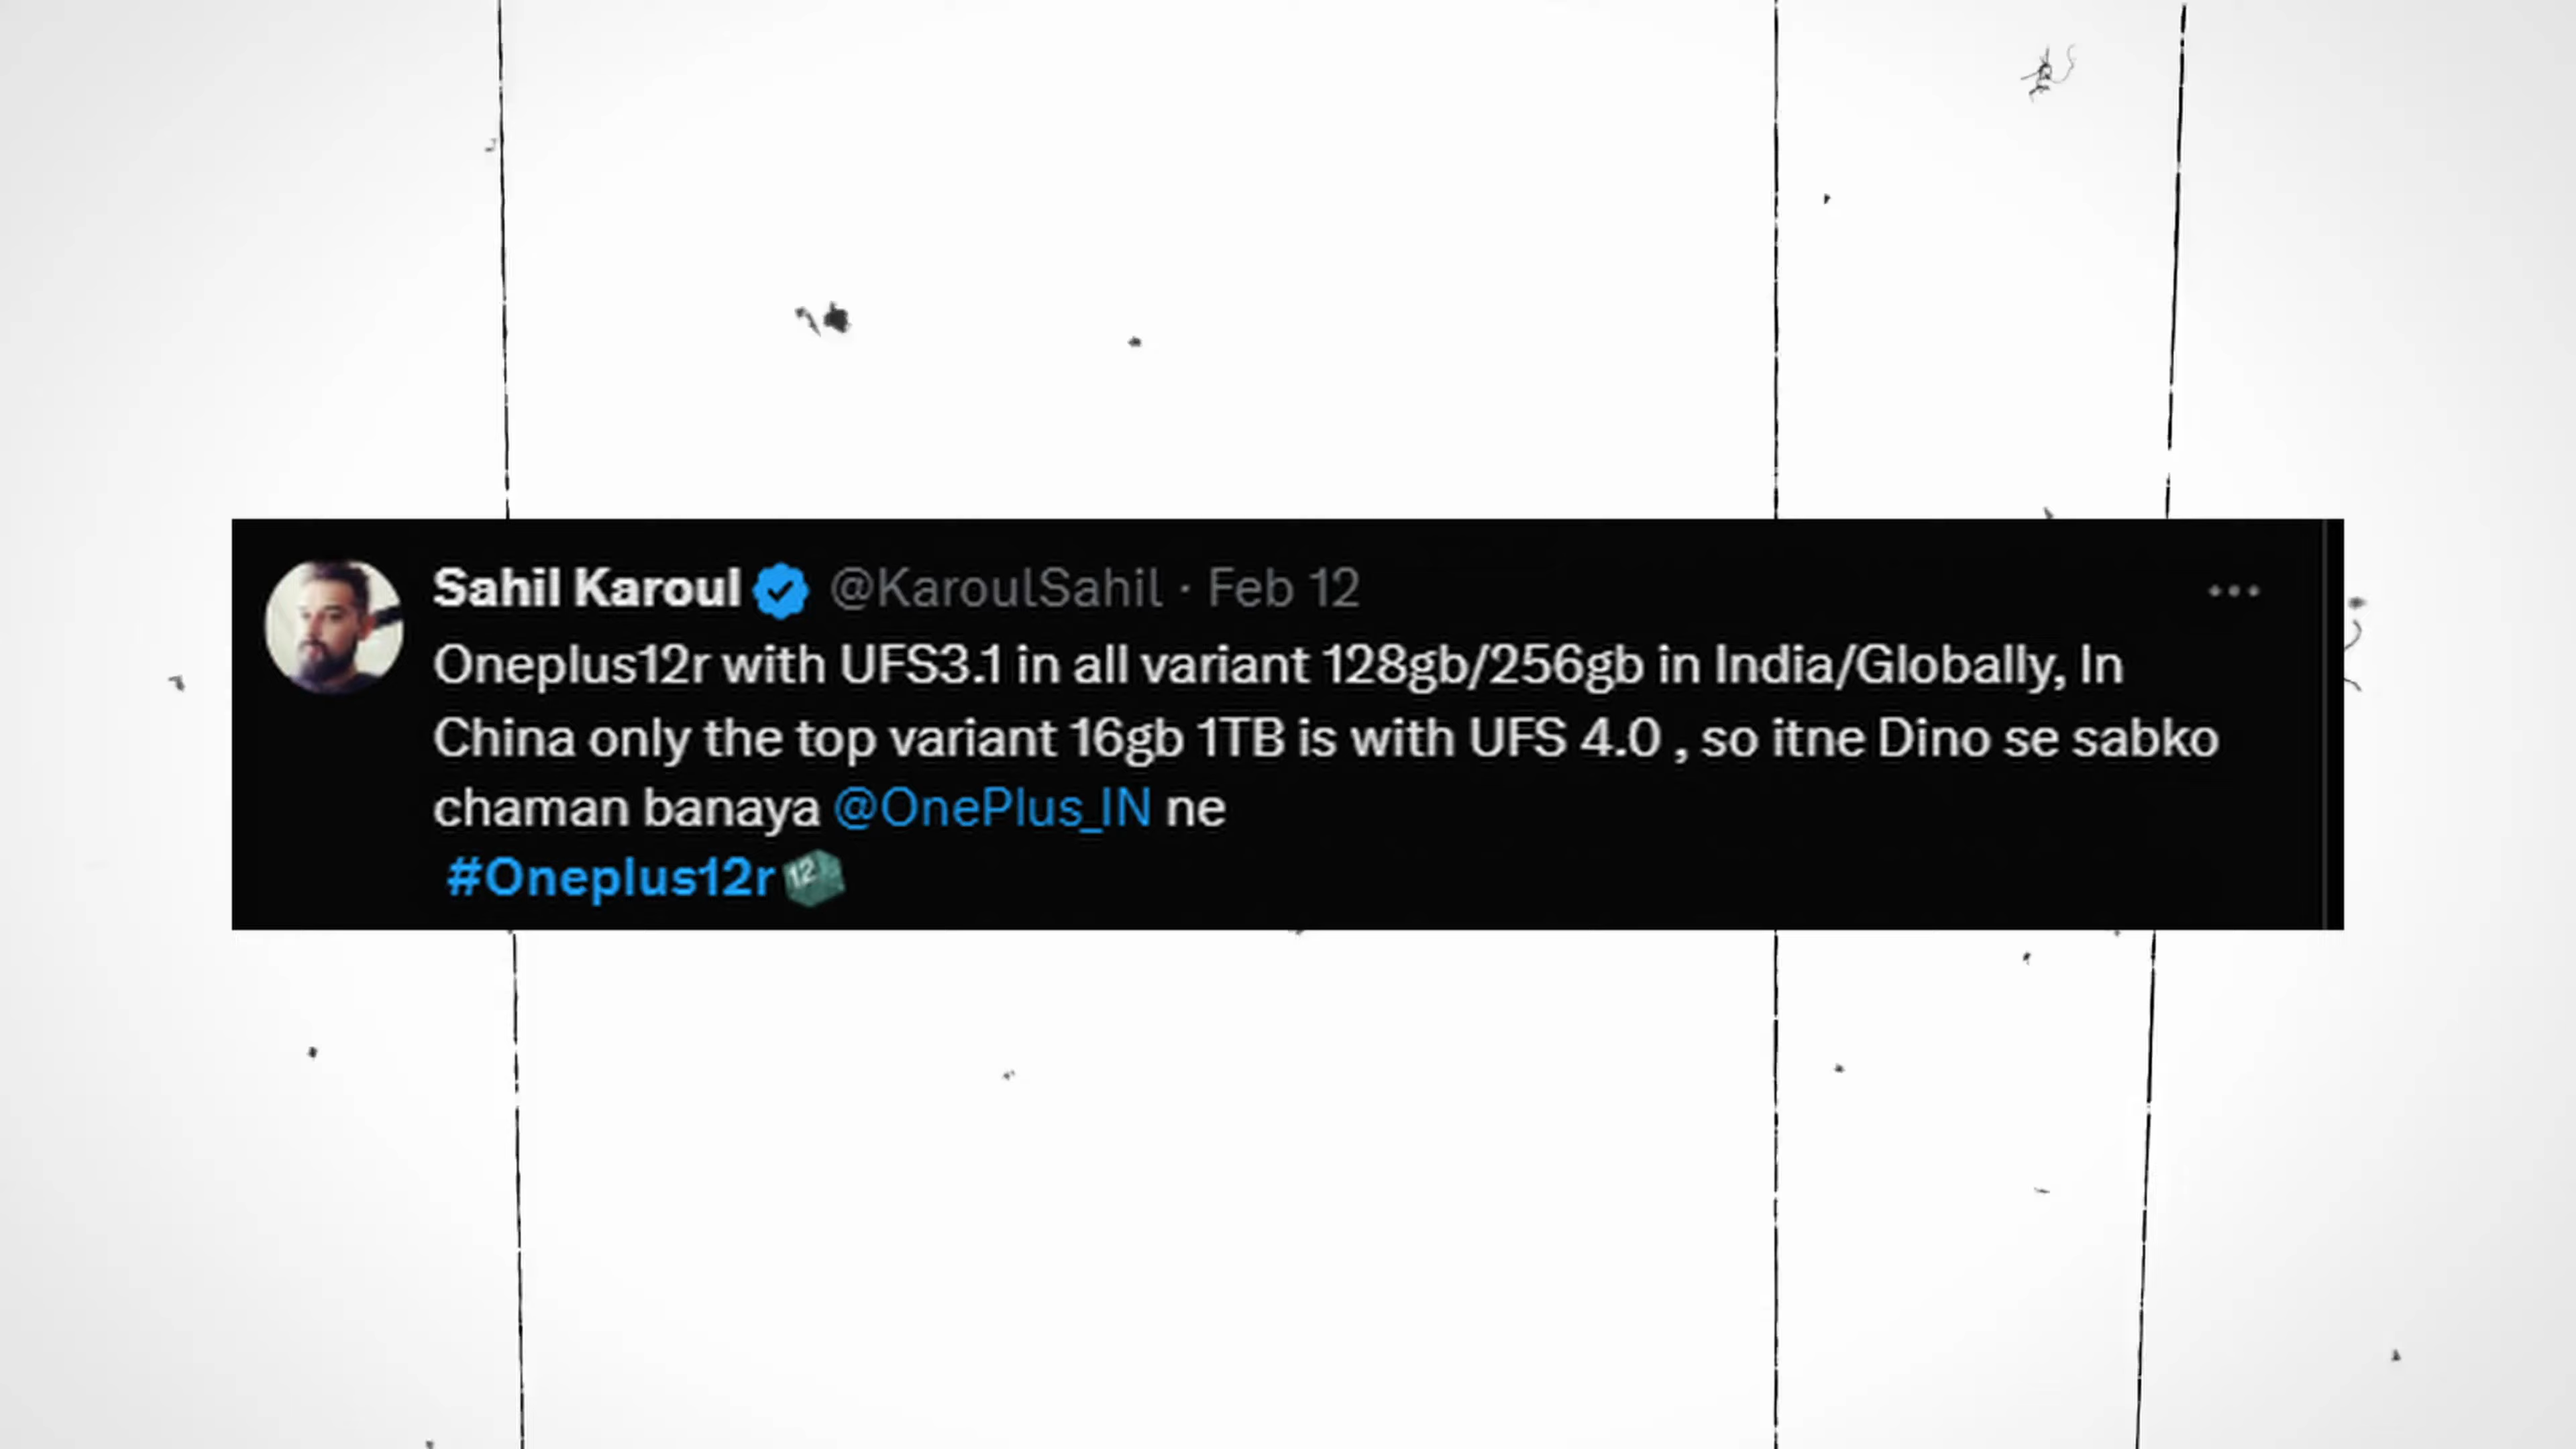 Sahil Karoul @KaroulSahil · Feb 12
Oneplus12r with UFS3.1 in all variant 128gb/256gb in India/Globally, In
China only the top variant 16gb 1TB is with UFS 4.0 , so itne Dino se sabko
chaman banaya @OnePlus_IN ne
#Oneplus12r
12